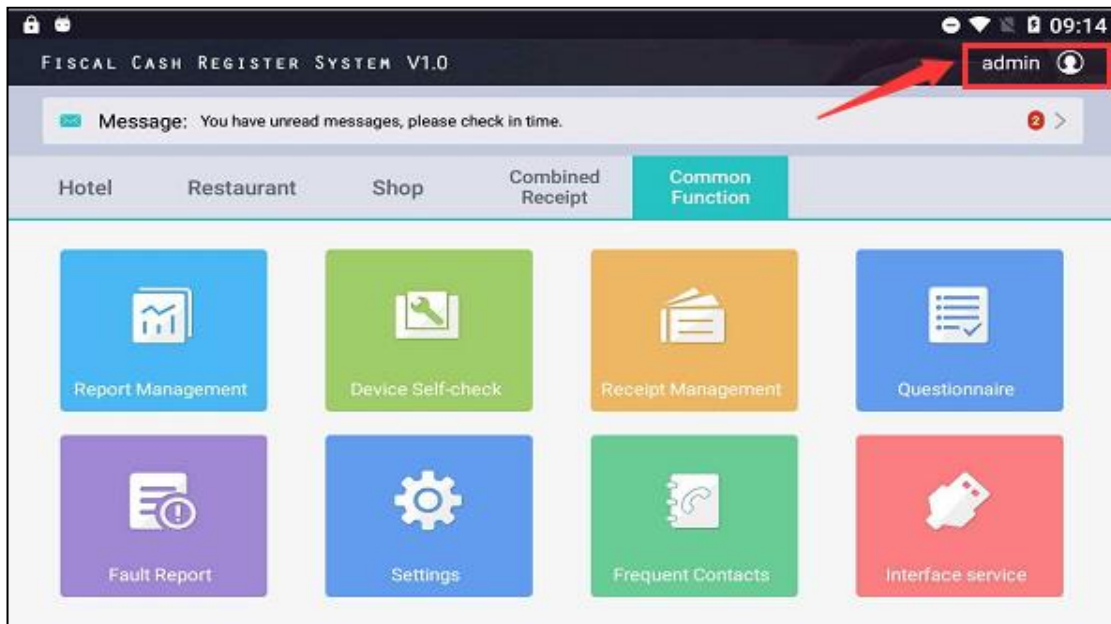 09:14
FISCAL CASH REGISTER SYSTEM V1.0
admin
Message: You have unread messages, please check in time.
2
Hotel
Restaurant
Shop
Combined
Receipt
Common
Function
Report Management
Device Self-check
Receipt Management
Questionnaire
Fault Report
Settings
Frequent Contacts
Interface service